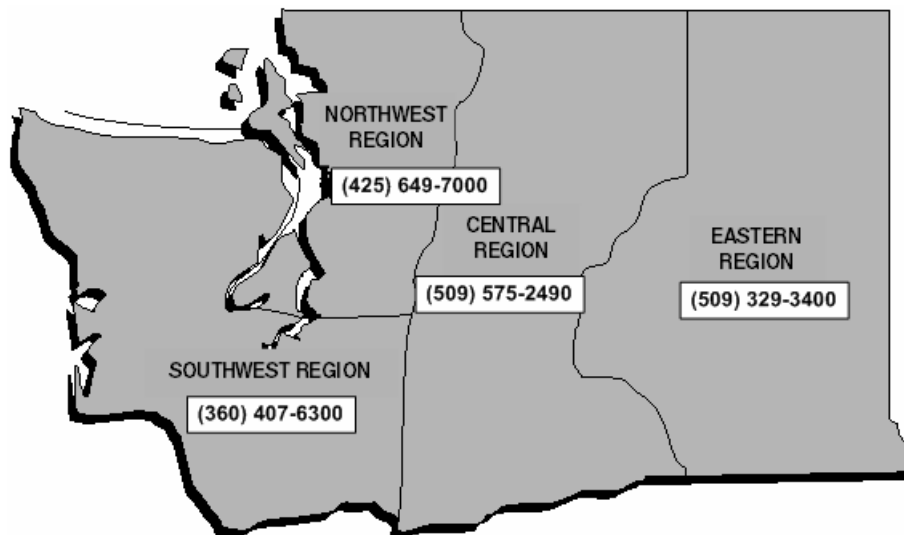 NORTHWEST
REGION
(425) 649-7000
CENTRAL
REGION
(509) 575-2490
EASTERN
REGION
(509) 329-3400
SOUTHWEST REGION
(360) 407-6300